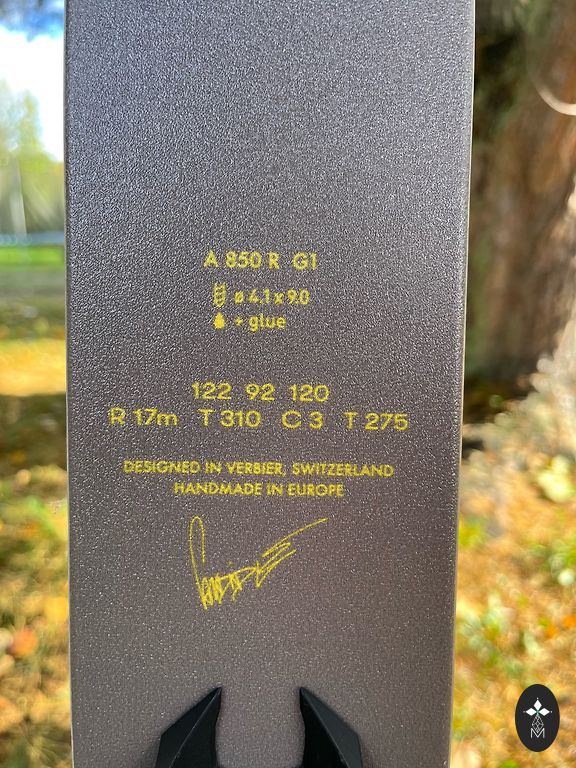 A 850 R G1
ø 4.1 x 9.0
+ glue
122 92 120
R 17m T 310 C 3 T 275
DESIGNED IN VERBIER, SWITZERLAND
HANDMADE IN EUROPE